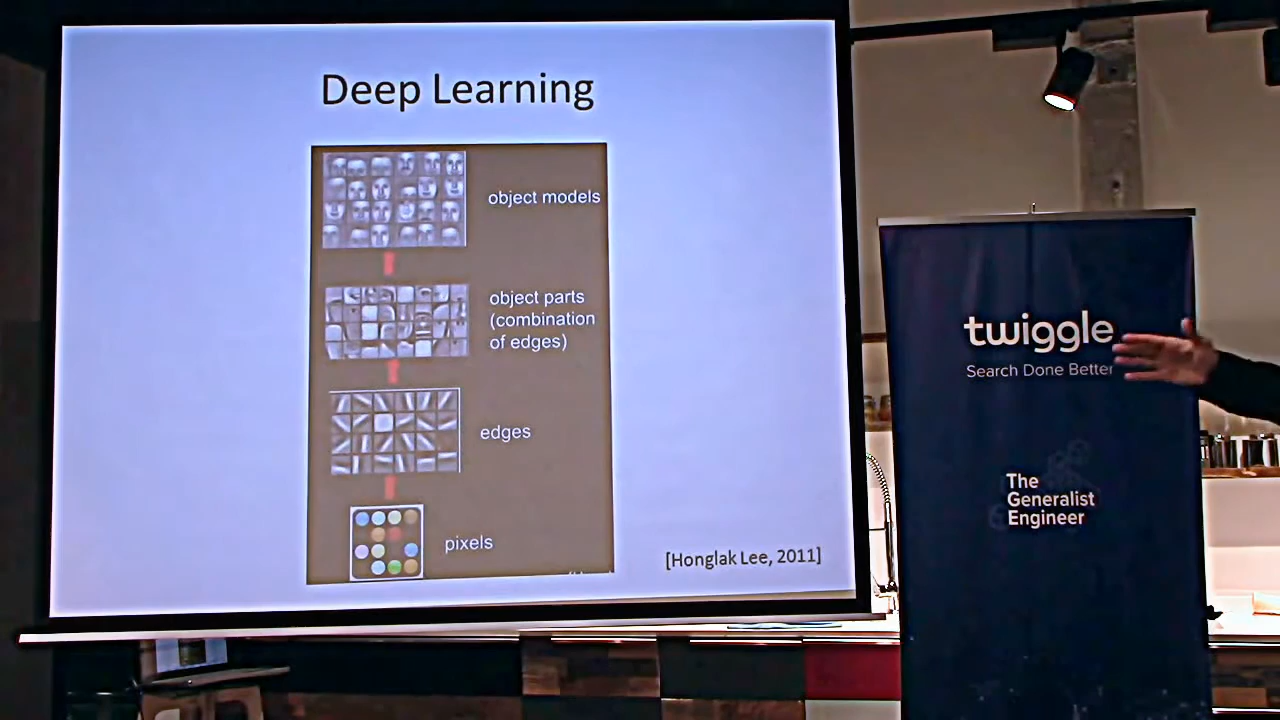 Deep Learning
object models
object parts
(combination
of edges)
edges
pixels
[Honglak Lee, 2011]
twiggle
Search Done Better
The
Generalist
Engineer